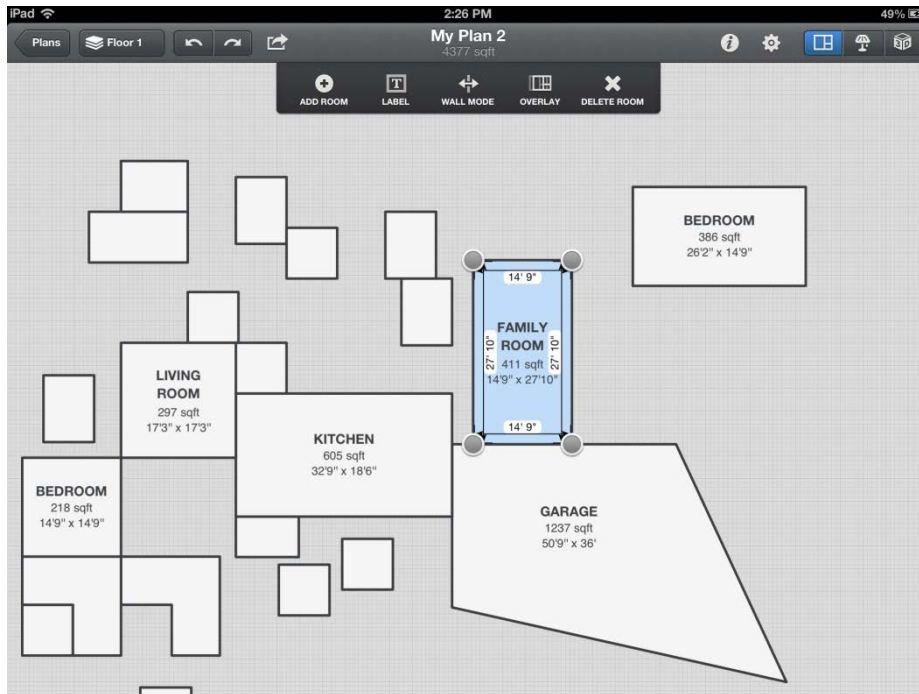 iPad
2:26 PM
49%
Plans
Floor 1
My Plan 2
4377 sqft
ADD ROOM
T
LABEL
WALL MODE
OVERLAY
DELETE ROOM
BEDROOM
386 sqft
26'2" x 14'9"
14' 9"
FAMILY
ROOM
27' 10"
27' 10"
411 sqft
14'9" x 27'10"
14' 9"
LIVING
ROOM
297 sqft
17'3" x 17'3"
KITCHEN
605 sqft
32'9" x 18'6"
BEDROOM
218 sqft
14'9" x 14'9"
GARAGE
1237 sqft
50'9" x 36'